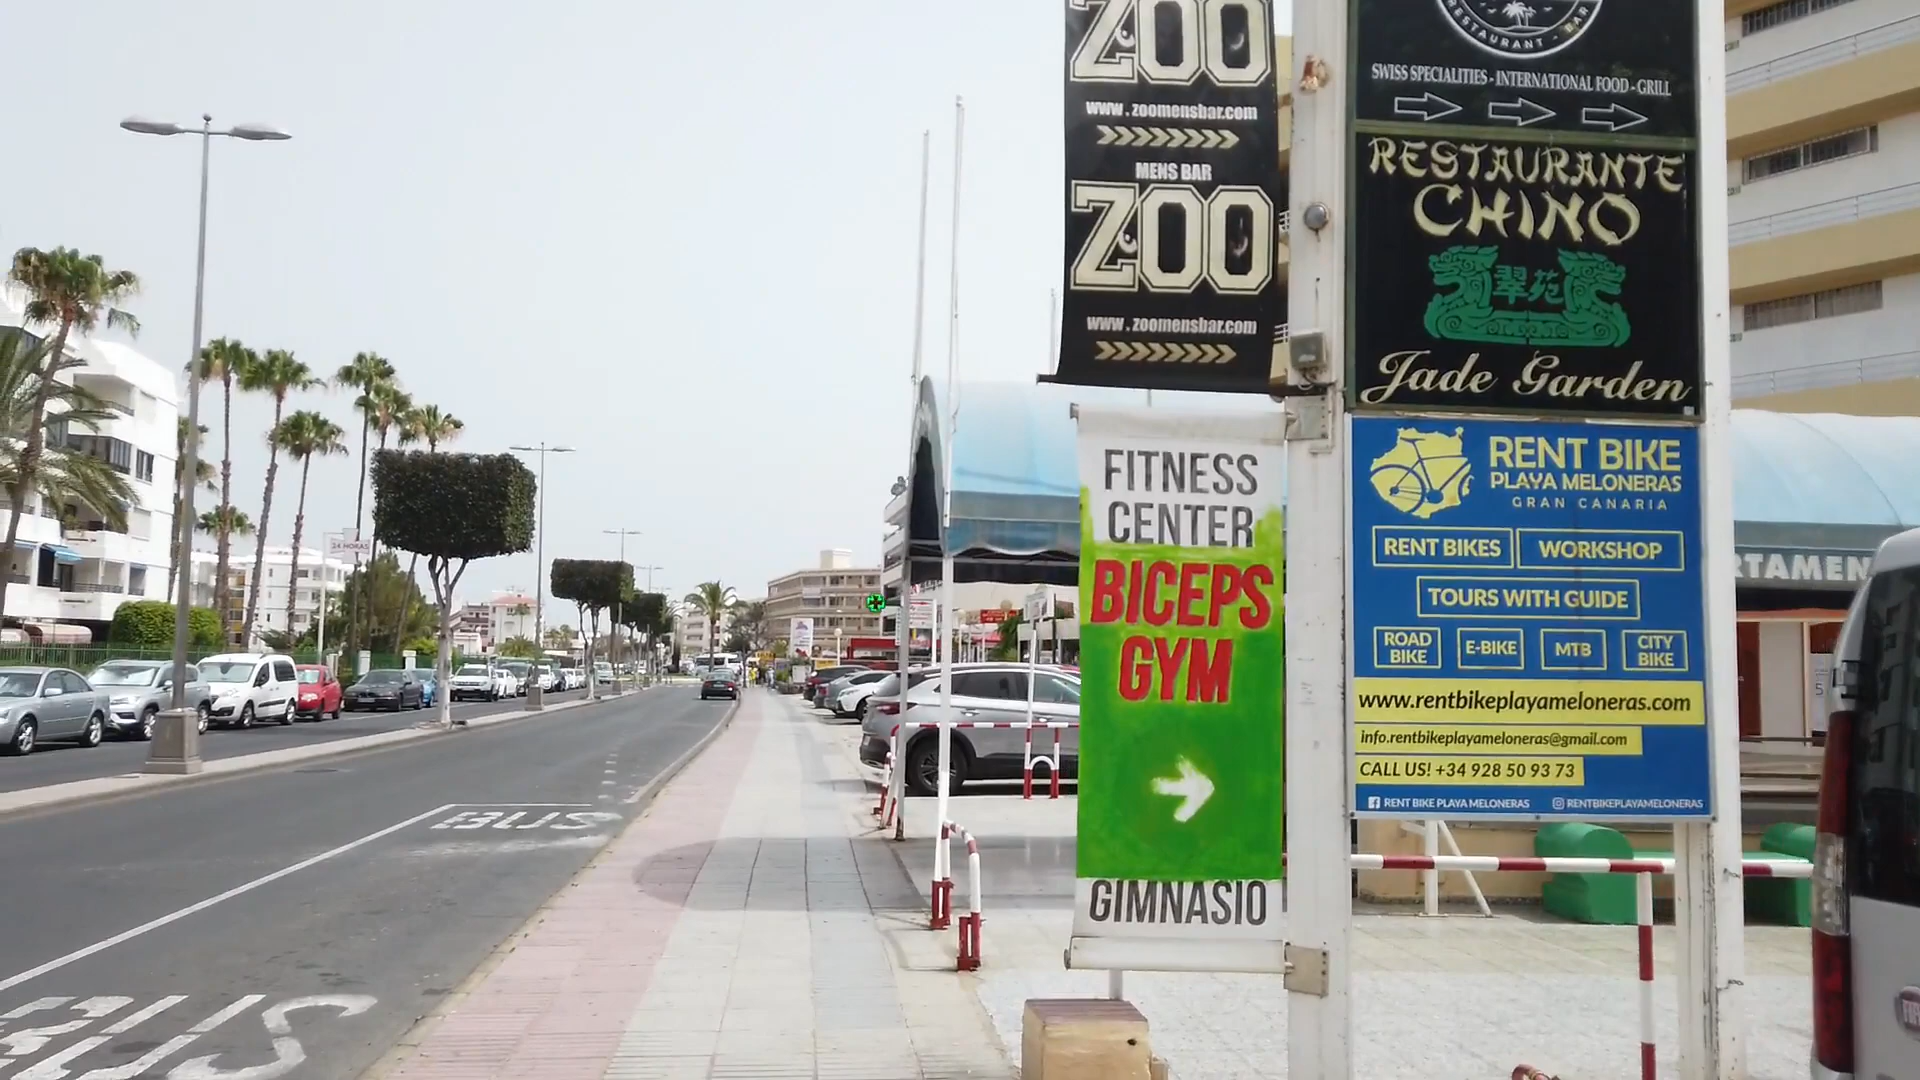 ZOO
www.zoomensbar.com
MENS BAR
ZOO
www.zoomensbar.com
FITNESS
CENTER
BICEPS
GYM
GIMNASIO
RESTAURANT - BAR
SWISS SPECIALITIES - INTERNATIONAL FOOD - GRILL
RESTAURANTE
CHINO
翠苑
Jade Garden
RENT BIKE
PLAYA MELONERAS
GRAN CANARIA
RENT BIKES
WORKSHOP
TOURS WITH GUIDE
ROAD
BIKE
E-BIKE
MTB
CITY
BIKE
www.rentbikeplayameloneras.com
info.rentbikeplayameloneras@gmail.com
CALL US! +34 928 50 93 73
RENT BIKE PLAYA MELONERAS
RENTBIKEPLAYAMELONERAS
RTAMEN
24 HORAS
BUS
BUS